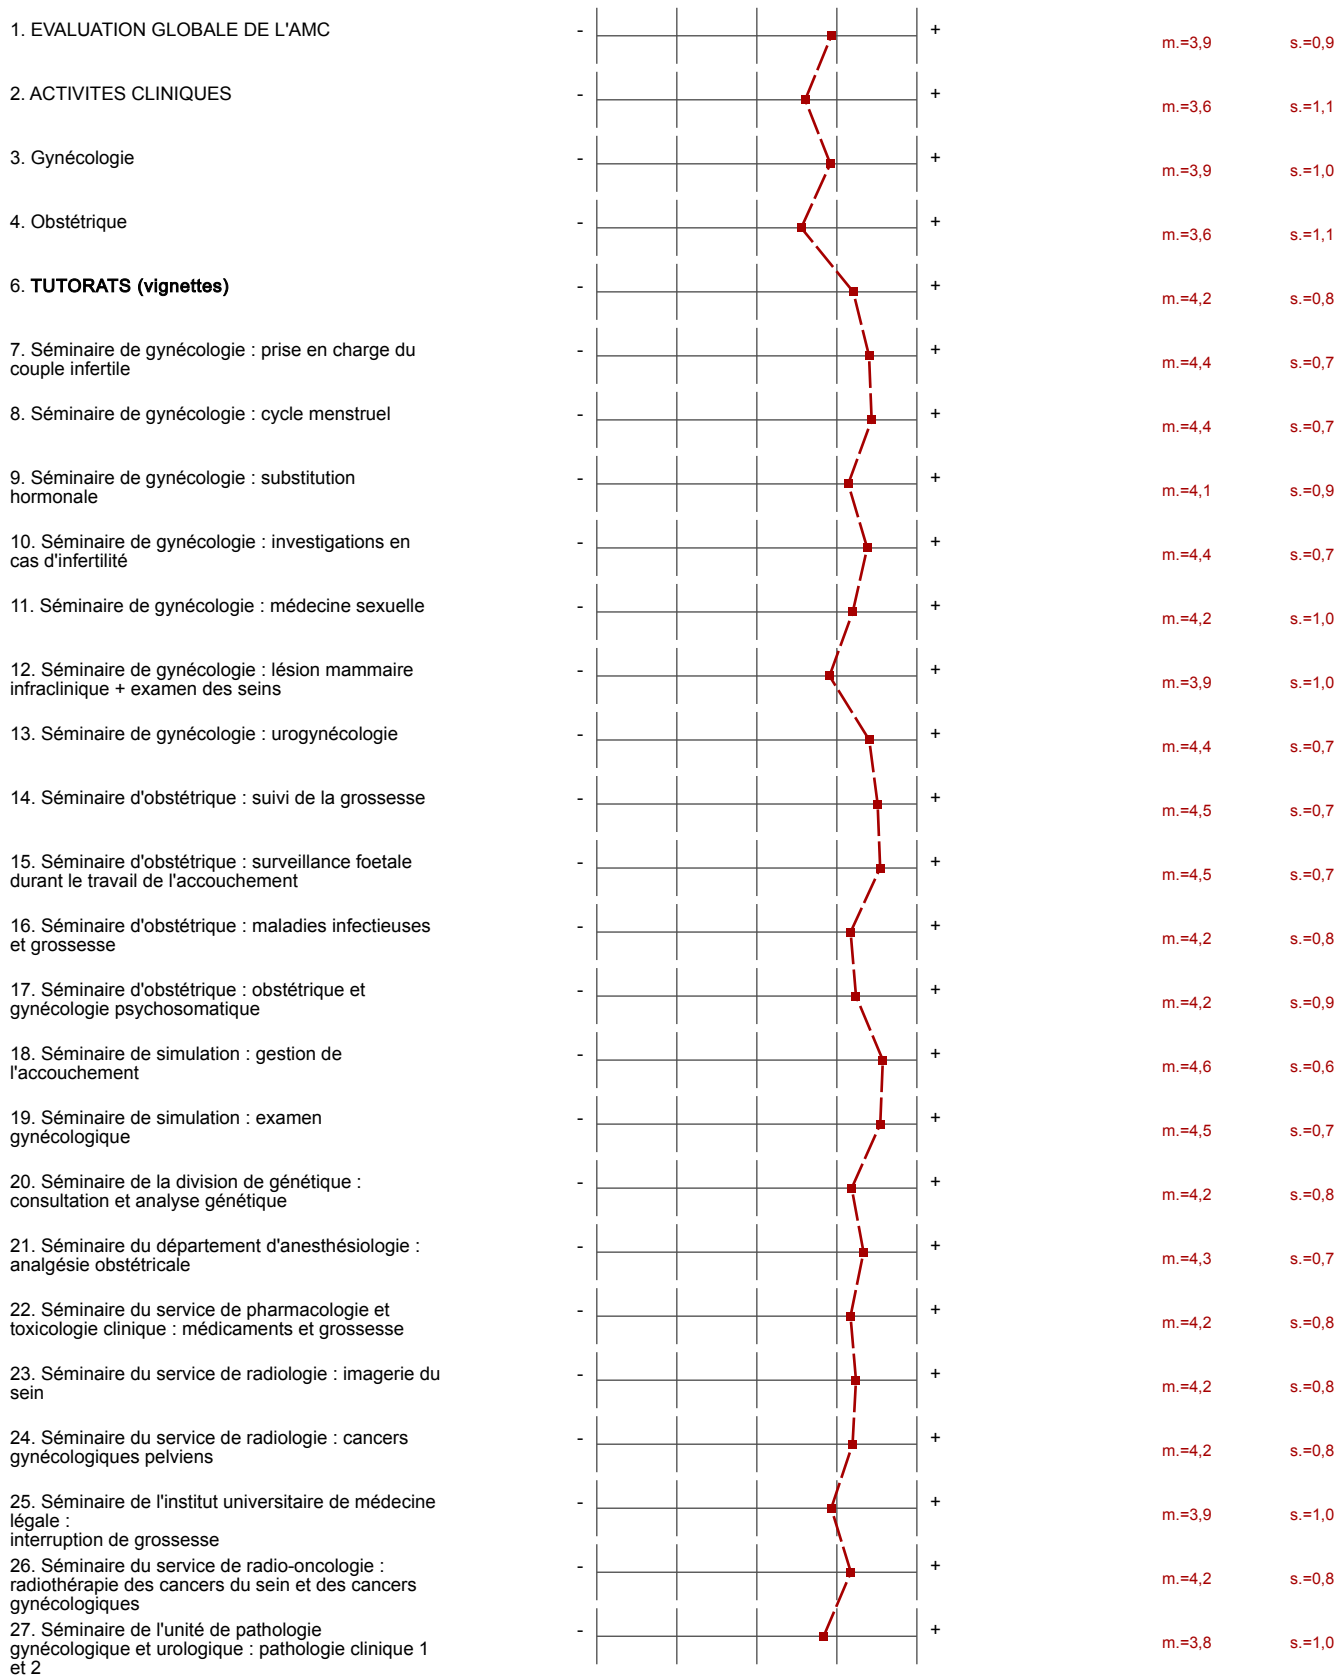 1. EVALUATION GLOBALE DE L'AMC - + m.=3,9 s.=0,9
2. ACTIVITES CLINIQUES - + m.=3,6 s.=1,1
3. Gynécologie - + m.=3,9 s.=1,0
4. Obstétrique - + m.=3,6 s.=1,1
6. TUTORATS (vignettes) - + m.=4,2 s.=0,8
7. Séminaire de gynécologie : prise en charge du - + m.=4,4 s.=0,7
couple infertile
8. Séminaire de gynécologie : cycle menstruel - + m.=4,4 s.=0,7
9. Séminaire de gynécologie : substitution - + m.=4,1 s.=0,9
hormonale
10. Séminaire de gynécologie : investigations en - + m.=4,4 s.=0,7
cas d'infertilité
11. Séminaire de gynécologie : médecine sexuelle - + m.=4,2 s.=1,0
12. Séminaire de gynécologie : lésion mammaire - + m.=3,9 s.=1,0
infraclinique + examen des seins
13. Séminaire de gynécologie : urogynécologie - + m.=4,4 s.=0,7
14. Séminaire d'obstétrique : suivi de la grossesse - + m.=4,5 s.=0,7
15. Séminaire d'obstétrique : surveillance foetale - + m.=4,5 s.=0,7
durant le travail de l'accouchement
16. Séminaire d'obstétrique : maladies infectieuses - + m.=4,2 s.=0,8
et grossesse
17. Séminaire d'obstétrique : obstétrique et - + m.=4,2 s.=0,9
gynécologie psychosomatique
18. Séminaire de simulation : gestion de - + m.=4,6 s.=0,6
l'accouchement
19. Séminaire de simulation : examen - + m.=4,5 s.=0,7
gynécologique
20. Séminaire de la division de génétique : - + m.=4,2 s.=0,8
consultation et analyse génétique
21. Séminaire du département d'anesthésiologie : - + m.=4,3 s.=0,7
analgésie obstétricale
22. Séminaire du service de pharmacologie et - + m.=4,2 s.=0,8
toxicologie clinique : médicaments et grossesse
23. Séminaire du service de radiologie : imagerie du - + m.=4,2 s.=0,8
sein
24. Séminaire du service de radiologie : cancers - + m.=4,2 s.=0,8
gynécologiques pelviens
25. Séminaire de l'institut universitaire de médecine - + m.=3,9 s.=1,0
légale :
interruption de grossesse
26. Séminaire du service de radio-oncologie : - + m.=4,2 s.=0,8
radiothérapie des cancers du sein et des cancers
gynécologiques
27. Séminaire de l'unité de pathologie - + m.=3,8 s.=1,0
gynécologique et urologique : pathologie clinique 1
et 2